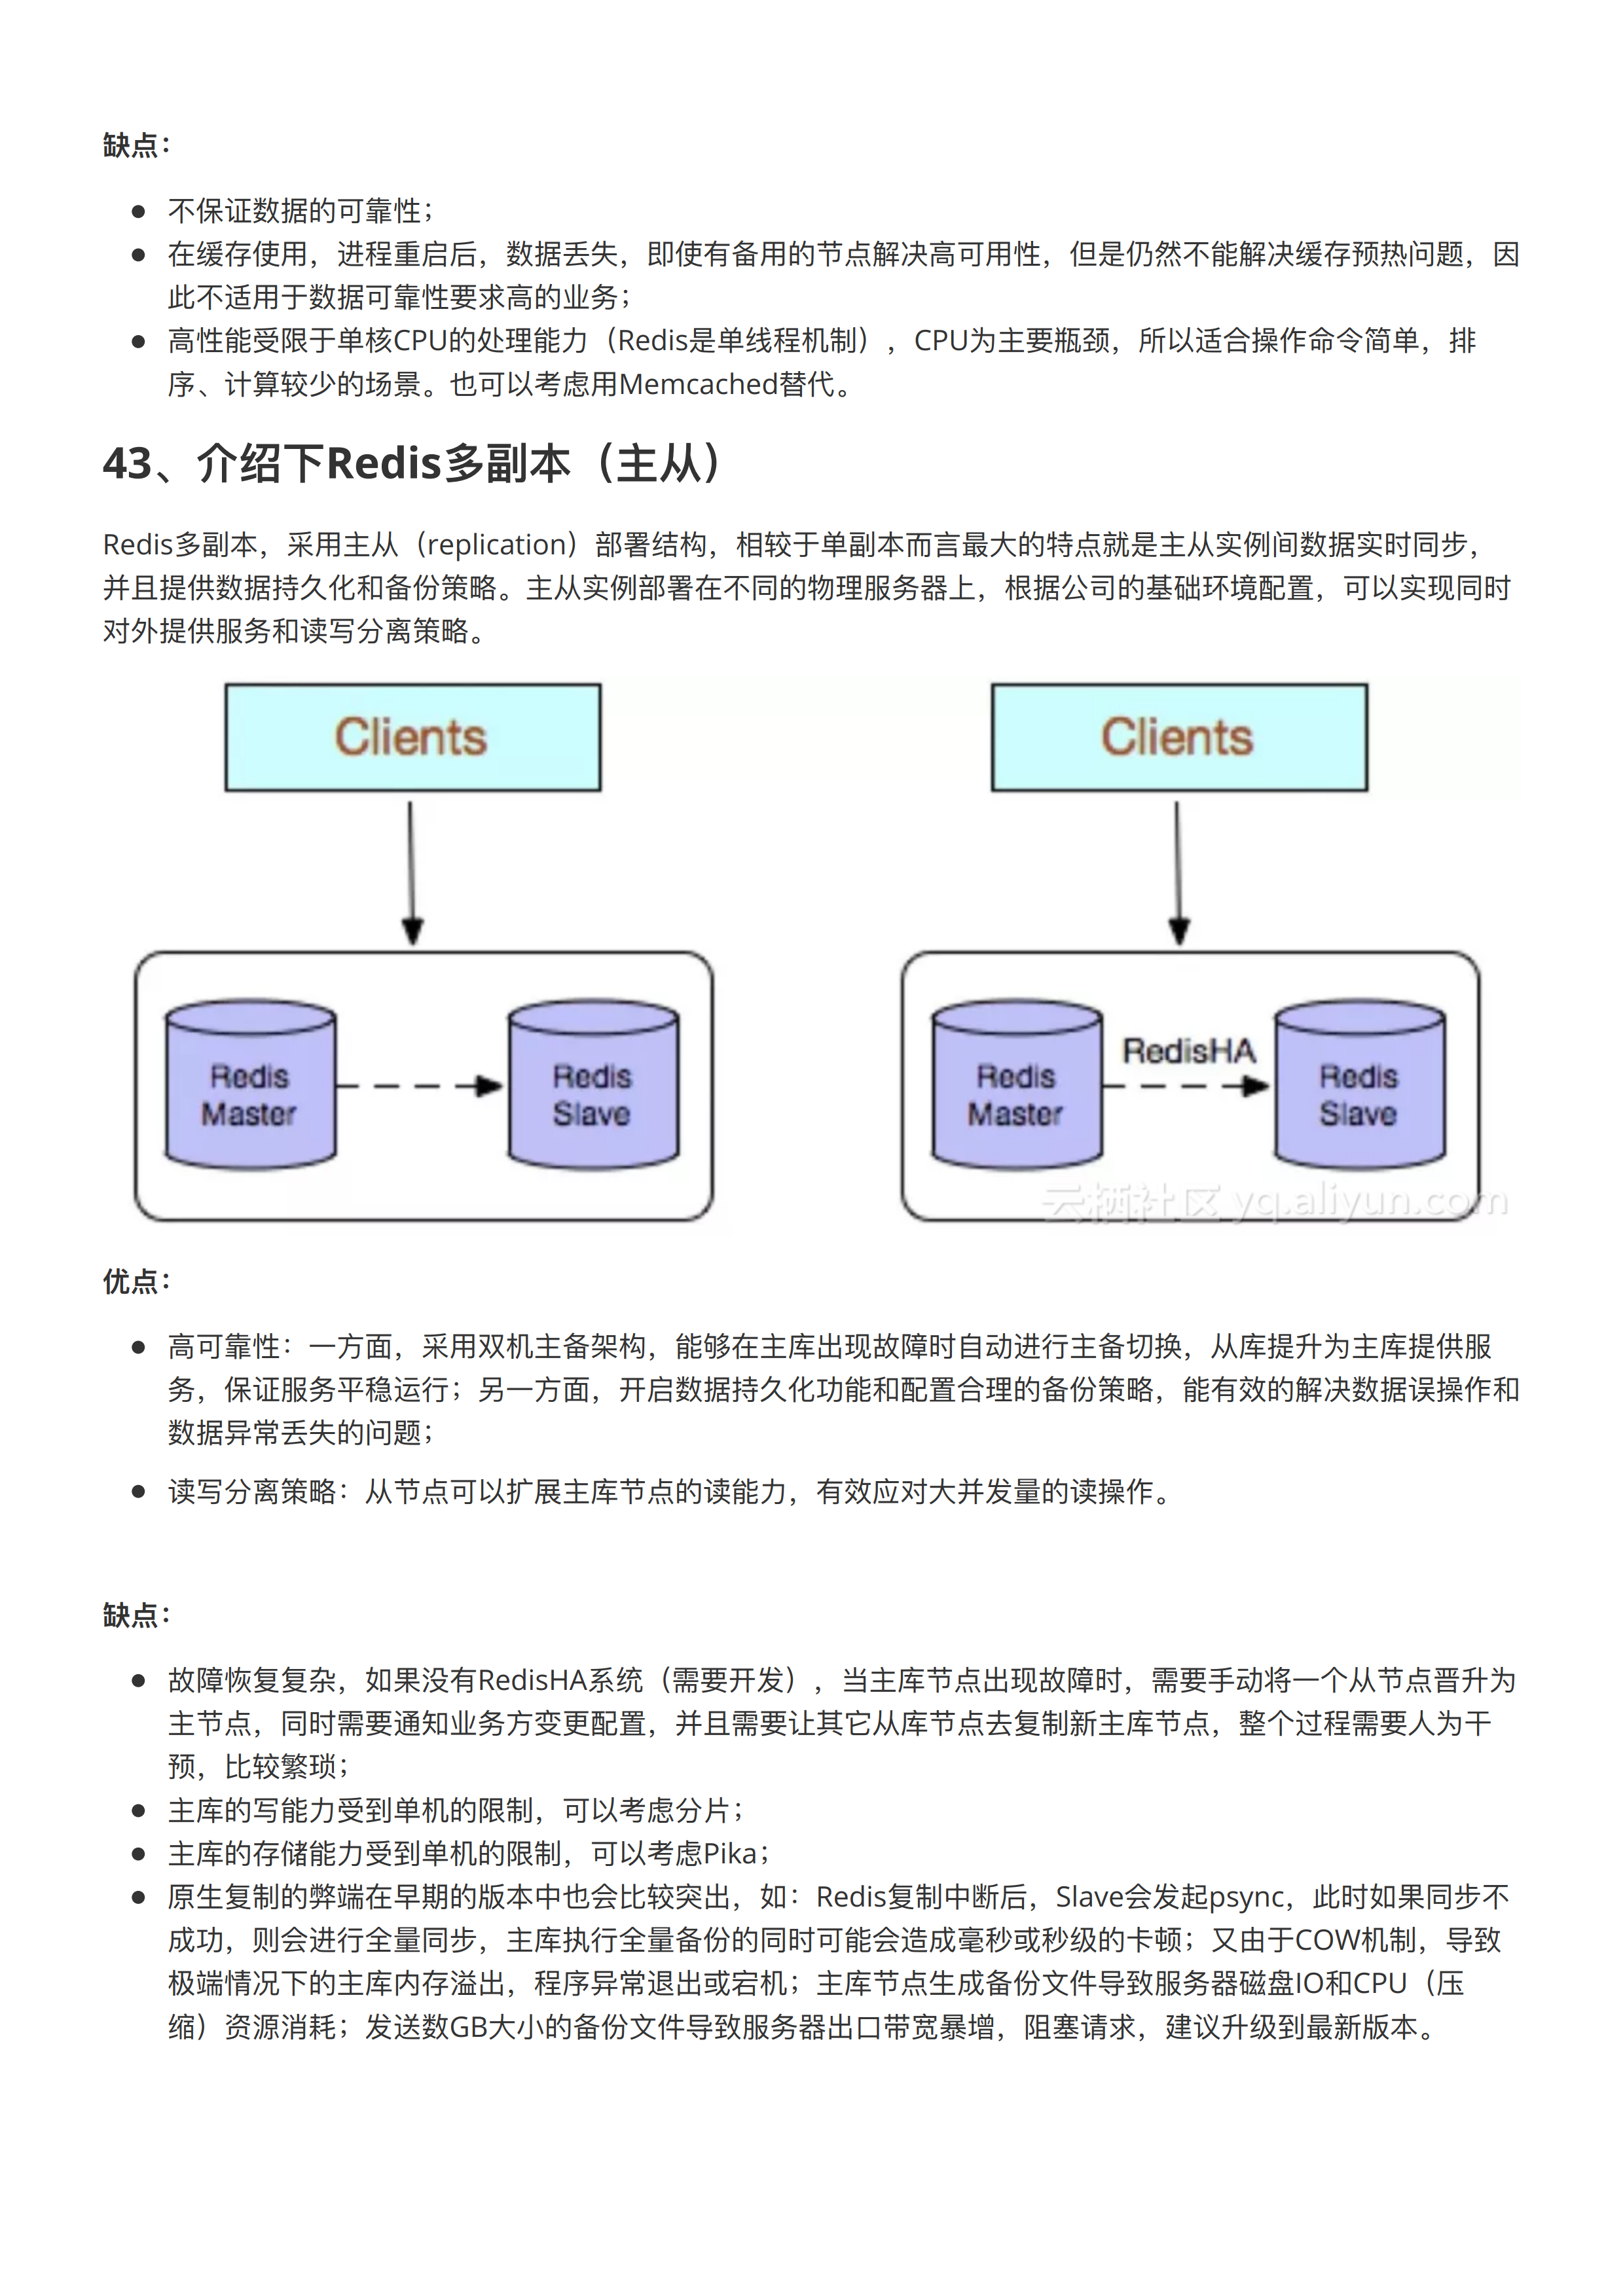 缺点：
不保证数据的可靠性；
在缓存使用，进程重启后，数据丢失，即使有备用的节点解决高可用性，但是仍然不能解决缓存预热问题，因
此不适用于数据可靠性要求高的业务；
高性能受限于单核CPU的处理能力（Redis是单线程机制），CPU为主要瓶颈，所以适合操作命令简单，排
序、计算较少的场景。也可以考虑用Memcached替代。
43、介绍下Redis多副本（主从）
Redis多副本，采用主从（replication）部署结构，相较于单副本而言最大的特点就是主从实例间数据实时同步，
并且提供数据持久化和备份策略。主从实例部署在不同的物理服务器上，根据公司的基础环境配置，可以实现同时
对外提供服务和读写分离策略。
Clients
Clients
Redis
Master
Redis
Slave
RedisHA
Redis
Master
Redis
Slave
云栖社区 yq.aliyun.com
优点：
高可靠性：一方面，采用双机主备架构，能够在主库出现故障时自动进行主备切换，从库提升为主库提供服
务，保证服务平稳运行；另一方面，开启数据持久化功能和配置合理的备份策略，能有效的解决数据误操作和
数据异常丢失的问题；
读写分离策略：从节点可以扩展主库节点的读能力，有效应对大并发量的读操作。
缺点：
故障恢复复杂，如果没有RedisHA系统（需要开发），当主库节点出现故障时，需要手动将一个从节点晋升为
主节点，同时需要通知业务方变更配置，并且需要让其它从库节点去复制新主库节点，整个过程需要人为干
预，比较繁琐；
主库的写能力受到单机的限制，可以考虑分片；
主库的存储能力受到单机的限制，可以考虑Pika；
原生复制的弊端在早期的版本中也会比较突出，如：Redis复制中断后，Slave会发起psync，此时如果同步不
成功，则会进行全量同步，主库执行全量备份的同时可能会造成毫秒或秒级的卡顿；又由于COW机制，导致
极端情况下的主库内存溢出，程序异常退出或宕机；主库节点生成备份文件导致服务器磁盘IO和CPU（压
缩）资源消耗；发送数GB大小的备份文件导致服务器出口带宽暴增，阻塞请求，建议升级到最新版本。